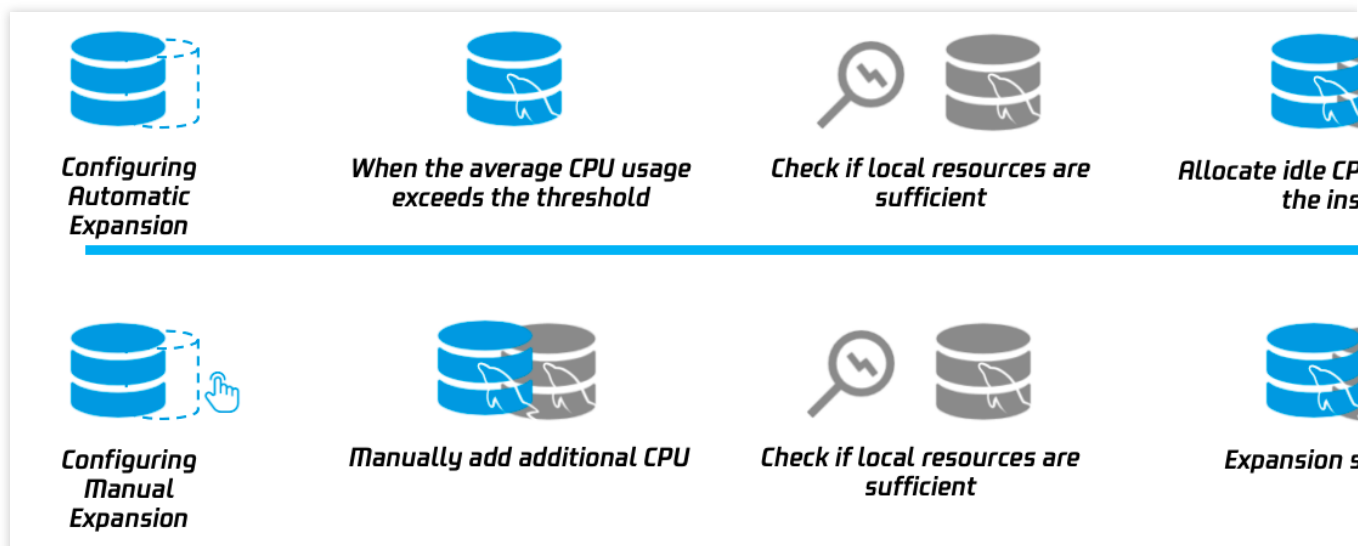 Configuring
Automatic
Expansion
When the average CPU usage
exceeds the threshold
Check if local resources are
sufficient
Allocate idle
the
Configuring
Manual
Expansion
Manually add additional CPU
Check if local resources are
sufficient
Expansion